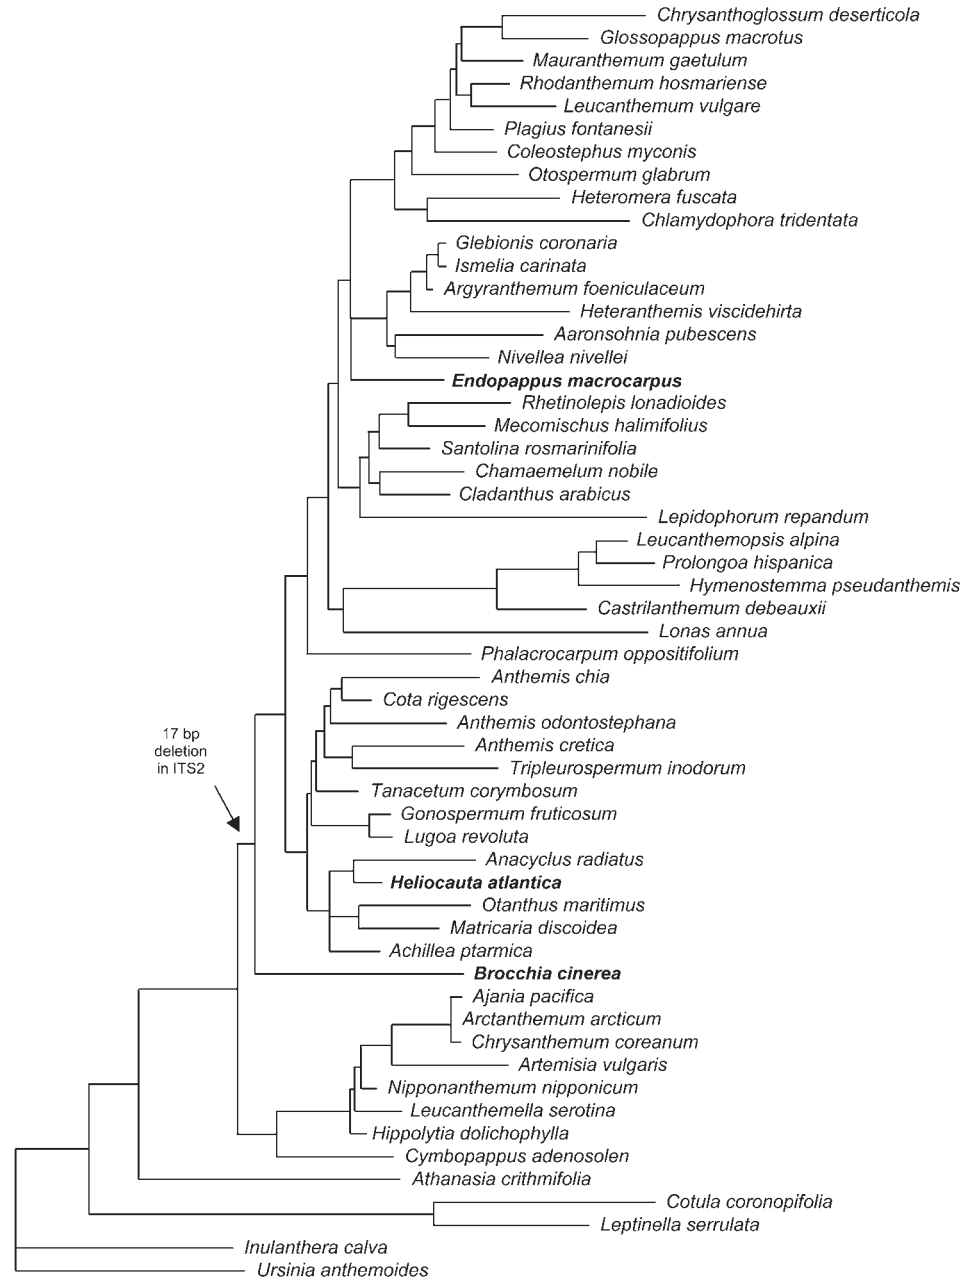 Chrysanthoglossum deserticola
Glossopappus macrotus
Mauranthemum gaetulum
Rhodanthemum hosmariense
Leucanthemum vulgare
Plagius fontanesii
Coleostephus myconis
Otospermum glabrum
Heteromera fuscata
Chlamydophora tridentata
Glebionis coronaria
Ismelia carinata
Argyranthemum foeniculaceum
Heteranthemis viscidehirta
Aaronsohnia pubescens
Nivellea nivellei
Endopappus macrocarpus
Rhetinolepis lonadioides
Mecomischus halimifolius
Santolina rosmarinifolia
Chamaemelum nobile
Cladanthus arabicus
Lepidophorum repandum
Leucanthemopsis alpina
Prolongoa hispanica
Hymenostemma pseudanthemis
Castrilanthemum debeauxii
Lonas annua
Phalacrocarpum oppositifolium
Anthemis chia
Cota rigescens
Anthemis odontostephana
Anthemis cretica
Tripleurospermum inodorum
Tanacetum corymbosum
Gonospermum fruticosum
Lugoa revoluta
Anacyclus radiatus
Heliocauta atlantica
Otanthus maritimus
Matricaria discoidea
Achillea ptarmica
Brocchia cinerea
Ajania pacifica
Arctanthemum arcticum
Chrysanthemum coreanum
Artemisia vulgaris
Nipponanthemum nipponicum
Leucanthemella serotina
Hippolytia dolichophylla
Cymbopappus adenosolen
Athanasia crithmifolia
Cotula coronopifolia
Leptinella serrulata
Inulanthera calva
Ursinia anthemoides
17 bp
deletion
in ITS2